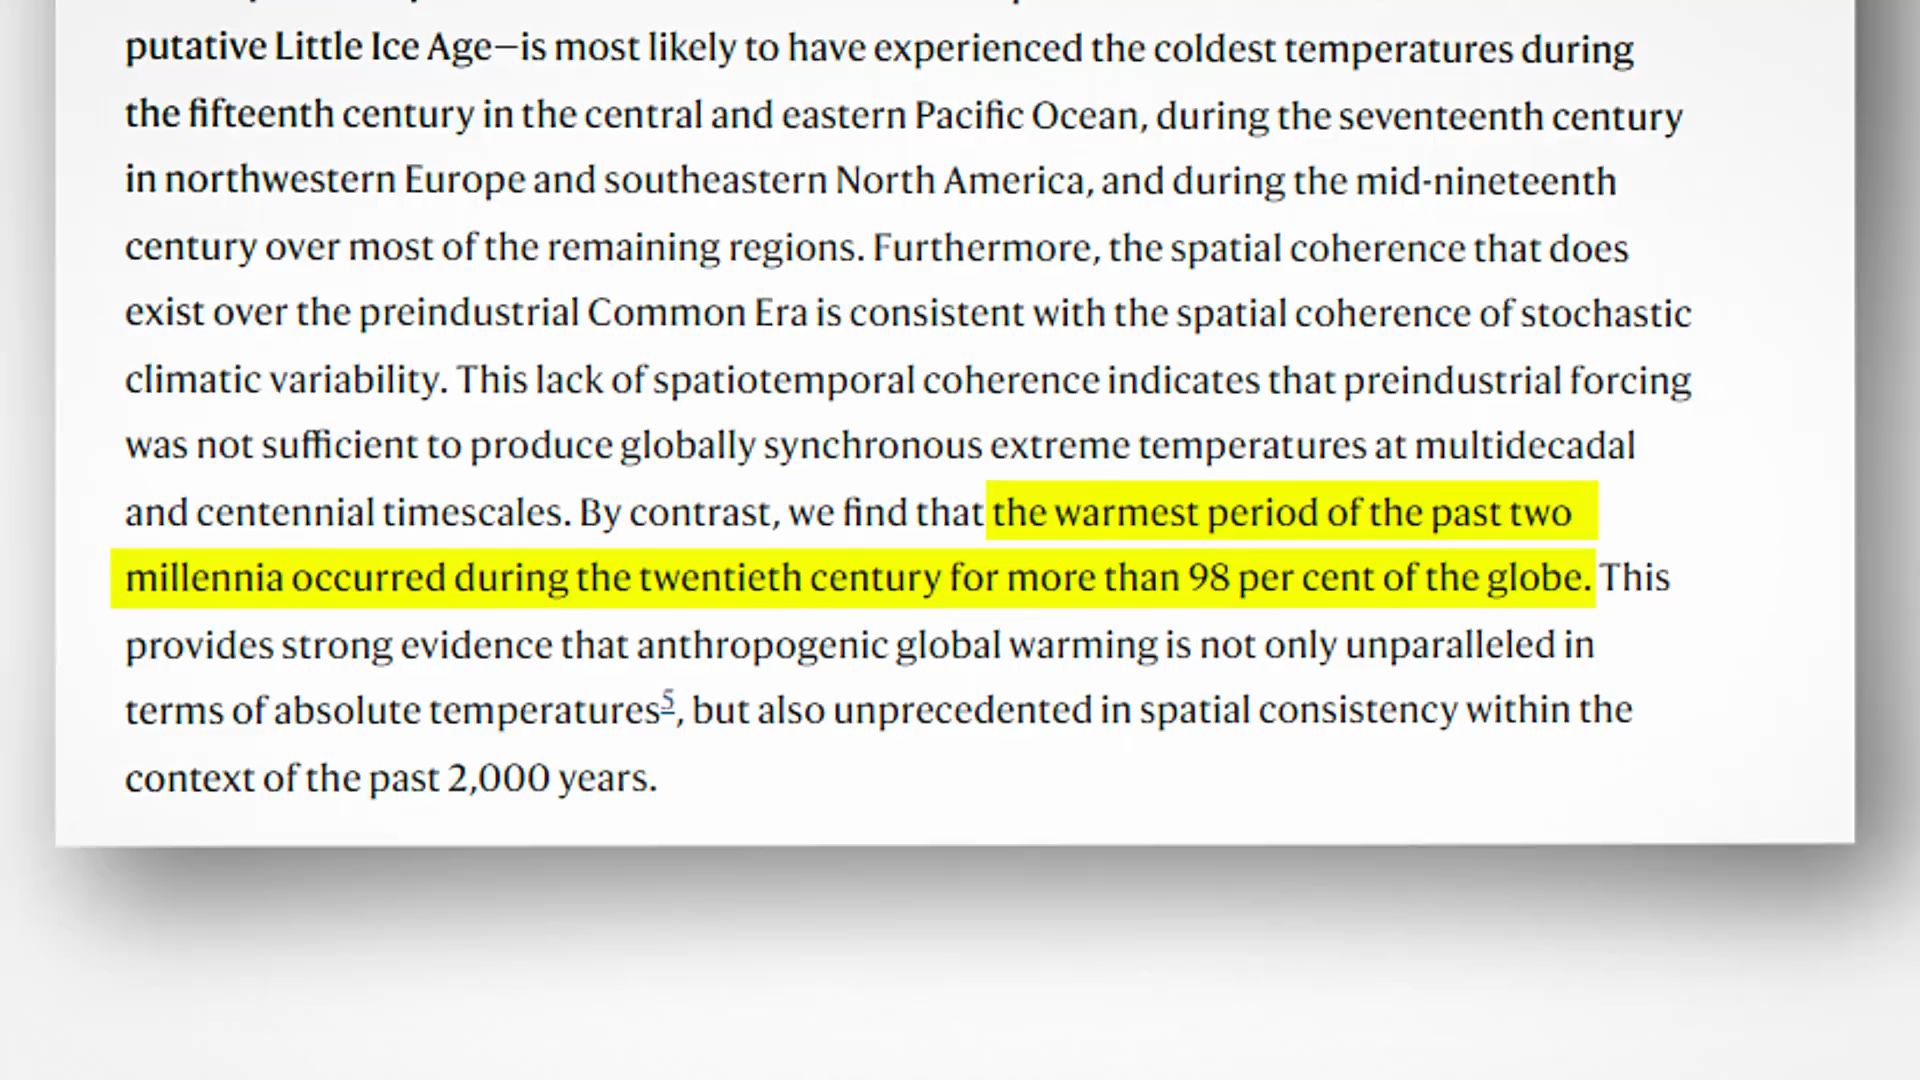 putative Little Ice Age—is most likely to have experienced the coldest temperatures during
the fifteenth century in the central and eastern Pacific Ocean, during the seventeenth century
in northwestern Europe and southeastern North America, and during the mid-nineteenth
century over most of the remaining regions. Furthermore, the spatial coherence that does
exist over the preindustrial Common Era is consistent with the spatial coherence of stochastic
climatic variability. This lack of spatiotemporal coherence indicates that preindustrial forcing
was not sufficient to produce globally synchronous extreme temperatures at multidecadal
and centennial timescales. By contrast, we find that the warmest period of the past two
millennia occurred during the twentieth century for more than 98 per cent of the globe. This
provides strong evidence that anthropogenic global warming is not only unparalleled in
terms of absolute temperatures5, but also unprecedented in spatial consistency within the
context of the past 2,000 years.